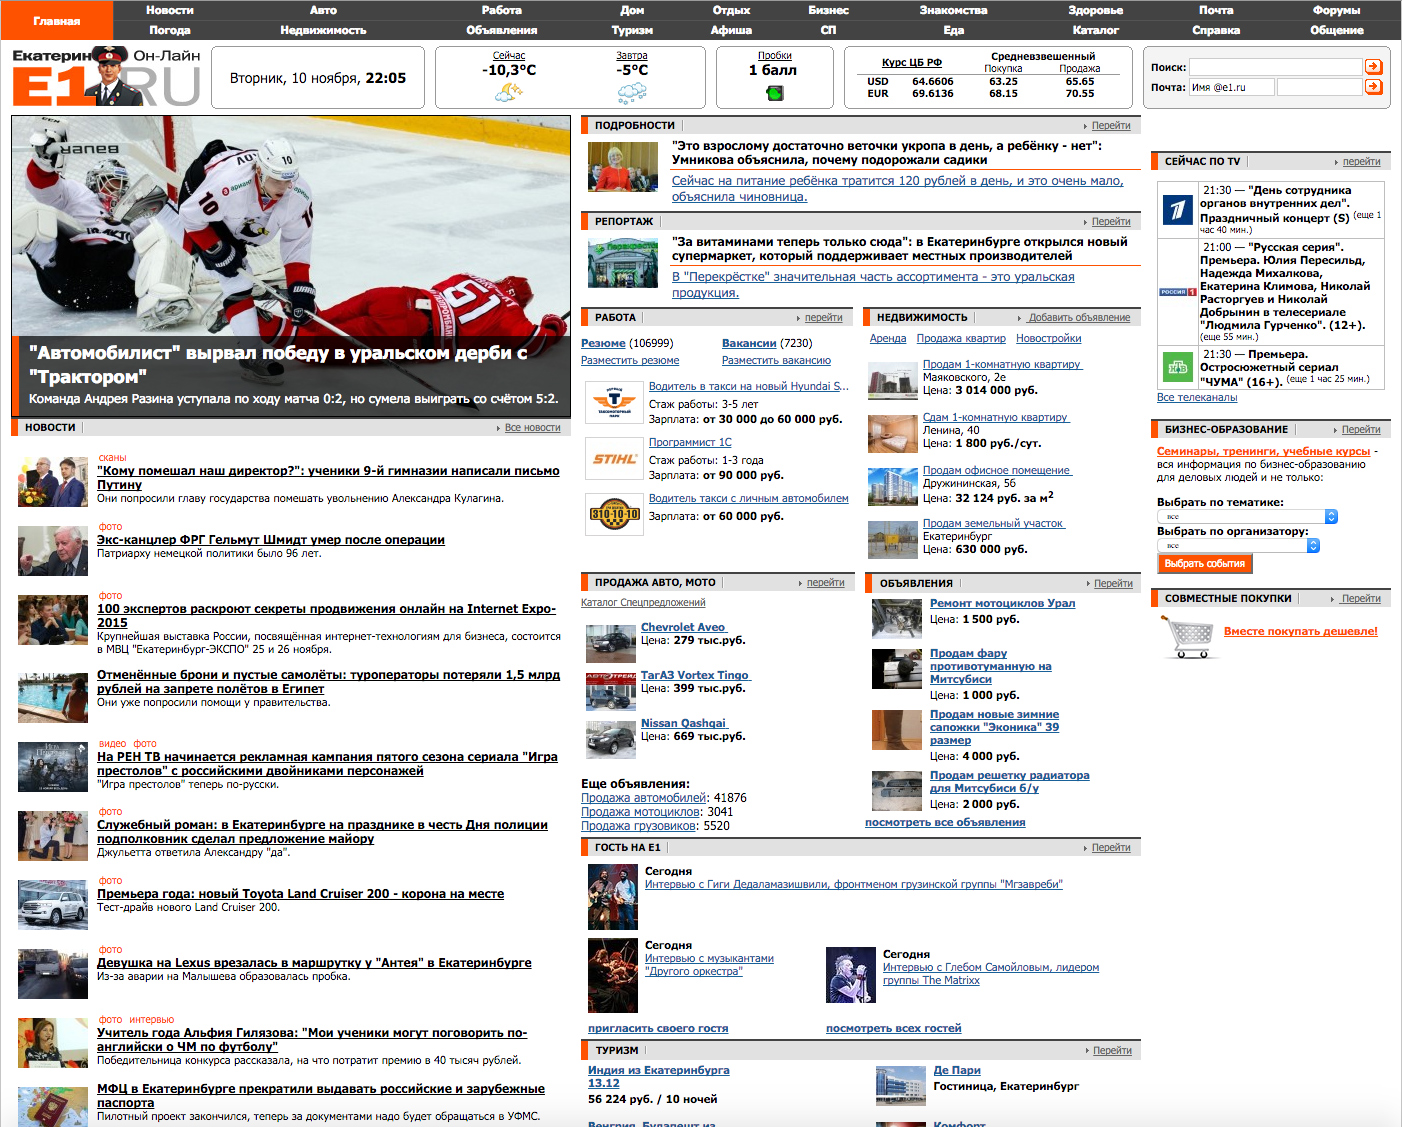 Главная
Новости
Авто
Работа
Дом
Отдых
Бизнес
Знакомства
Здоровье
Почта
Форумы
Погода
Недвижимость
Объявления
Туризм
Афиша
СП
Еда
Каталог
Справка
Общение
Екатерин
Он-Лайн
E1.RU
Вторник, 10 ноября, 22:05
Сейчас
-10,3°C
Завтра
-5°C
Пробки
1 балл
Курс ЦБ РФ
Средневзвешенный
Покупка Продажа
USD 64.6606 63.25 65.65
EUR 69.6136 68.15 70.55
Поиск:
Почта: Имя @e1.ru
"Автомобилист" вырвал победу в уральском дерби с
"Трактором"
Команда Андрея Разина уступала по ходу матча 0:2, но сумела выиграть со счётом 5:2.
НОВОСТИ
Все новости
сканы
"Кому помешал наш директор?": ученики 9-й гимназии написали письмо
Путину
Они попросили главу государства помешать увольнению Александра Кулагина.
фото
Экс-канцлер ФРГ Гельмут Шмидт умер после операции
Патриарху немецкой политики было 96 лет.
фото
100 экспертов раскроют секреты продвижения онлайн на Internet Expo-
2015
Крупнейшая выставка России, посвящённая интернет-технологиям для бизнеса, состоится
в МВЦ "Екатеринбург-ЭКСПО" 25 и 26 ноября.
Отменённые брони и пустые самолёты: туроператоры потеряли 1,5 млрд
рублей на запрете полётов в Египет
Они уже попросили помощи у правительства.
видео фото
На РЕН ТВ начинается рекламная кампания пятого сезона сериала "Игра
престолов" с российскими двойниками персонажей
"Игра престолов" теперь по-русски.
фото
Служебный роман: в Екатеринбурге на празднике в честь Дня полиции
подполковник сделал предложение майору
Джульетта ответила Александру "да".
фото
Премьера года: новый Toyota Land Cruiser 200 - корона на месте
Тест-драйв нового Land Cruiser 200.
фото
Девушка на Lexus врезалась в маршрутку у "Антея" в Екатеринбурге
Из-за аварии на Малышева образовалась пробка.
фото интервью
Учитель года Альфия Гилязова: "Мои ученики могут поговорить по-
английски о ЧМ по футболу"
Победительница конкурса рассказала, на что потратит премию в 40 тысяч рублей.
МФЦ в Екатеринбурге прекратили выдавать российские и зарубежные
паспорта
Пилотный проект закончился, теперь за документами надо будет обращаться в УФМС.
ПОДРОБНОСТИ
Перейти
"Это взрослому достаточно веточки укропа в день, а ребёнку - нет":
Умникова объяснила, почему подорожали садики
Сейчас на питание ребёнка тратится 120 рублей в день, и это очень мало,
объяснила чиновница.
РЕПОРТАЖ
Перейти
"За витаминами теперь только сюда": в Екатеринбурге открылся новый
супермаркет, который поддерживает местных производителей
В "Перекрёстке" значительная часть ассортимента - это уральская
продукция.
РАБОТА
перейти
Резюме (106999)
Разместить резюме
Вакансии (7230)
Разместить вакансию
Водитель в такси на новый Hyundai S...
Стаж работы: 3-5 лет
Зарплата: от 30 000 до 60 000 руб.
STIHL
Программист 1С
Стаж работы: 1-3 года
Зарплата: от 90 000 руб.
310-10-10
Водитель такси с личным автомобилем
Зарплата: от 60 000 руб.
НЕДВИЖИМОСТЬ
Добавить объявление
Аренда Продажа квартир Новостройки
Продам 1-комнатную квартиру
Маяковского, 2е
Цена: 3 014 000 руб.
Сдам 1-комнатную квартиру
Ленина, 40
Цена: 1 800 руб./сут.
Продам офисное помещение
Дружининская, 5б
Цена: 32 124 руб. за м2
Продам земельный участок
Екатеринбург
Цена: 630 000 руб.
ПРОДАЖА АВТО, МОТО
перейти
Каталог Спецпредложений
Chevrolet Aveo
Цена: 279 тыс.руб.
ТагАЗ Vortex Tingo
Цена: 399 тыс.руб.
Nissan Qashqai
Цена: 669 тыс.руб.
Еще объявления:
Продажа автомобилей: 41876
Продажа мотоциклов: 3041
Продажа грузовиков: 5520
ОБЪЯВЛЕНИЯ
Перейти
Ремонт мотоциклов Урал
Цена: 1 500 руб.
Продам фару
противотуманную на
Митсубиси
Цена: 1 000 руб.
Продам новые зимние
сапожки "Эконика" 39
размер
Цена: 4 000 руб.
Продам решетку радиатора
для Митсубиси б/у
Цена: 2 000 руб.
посмотреть все объявления
ГОСТЬ НА E1
Перейти
Сегодня
Интервью с Гиги Дедаламазишвили, фронтменом грузинской группы "Мгзавреби"
Сегодня
Интервью с музыкантами
"Другого оркестра"
Сегодня
Интервью с Глебом Самойловым, лидером
группы The Matrixx
пригласить своего гостя
посмотреть всех гостей
ТУРИЗМ
Перейти
Индия из Екатеринбурга
13.12
56 224 руб. / 10 ночей
Венгрия, Будапешт из
Де Пари
Гостиница, Екатеринбург
Комфорт
СЕЙЧАС ПО TV
перейти
21:30 — "День сотрудника
органов внутренних дел".
Праздничный концерт (S) (еще 1
час 40 мин.)
РОССИЯ 1
21:00 — "Русская серия".
Премьера. Юлия Пересильд,
Надежда Михалкова,
Екатерина Климова, Николай
Расторгуев и Николай
Добрынин в телесериале
"Людмила Гурченко". (12+).
(еще 55 мин.)
НТВ
21:30 — Премьера.
Остросюжетный сериал
"ЧУМА" (16+). (еще 1 час 25 мин.)
Все телеканалы
БИЗНЕС-ОБРАЗОВАНИЕ
Перейти
Семинары, тренинги, учебные курсы -
вся информация по бизнес-образованию
для деловых людей и не только:
Выбрать по тематике:
все
Выбрать по организатору:
все
Выбрать события
СОВМЕСТНЫЕ ПОКУПКИ
Перейти
Вместе покупать дешевле!